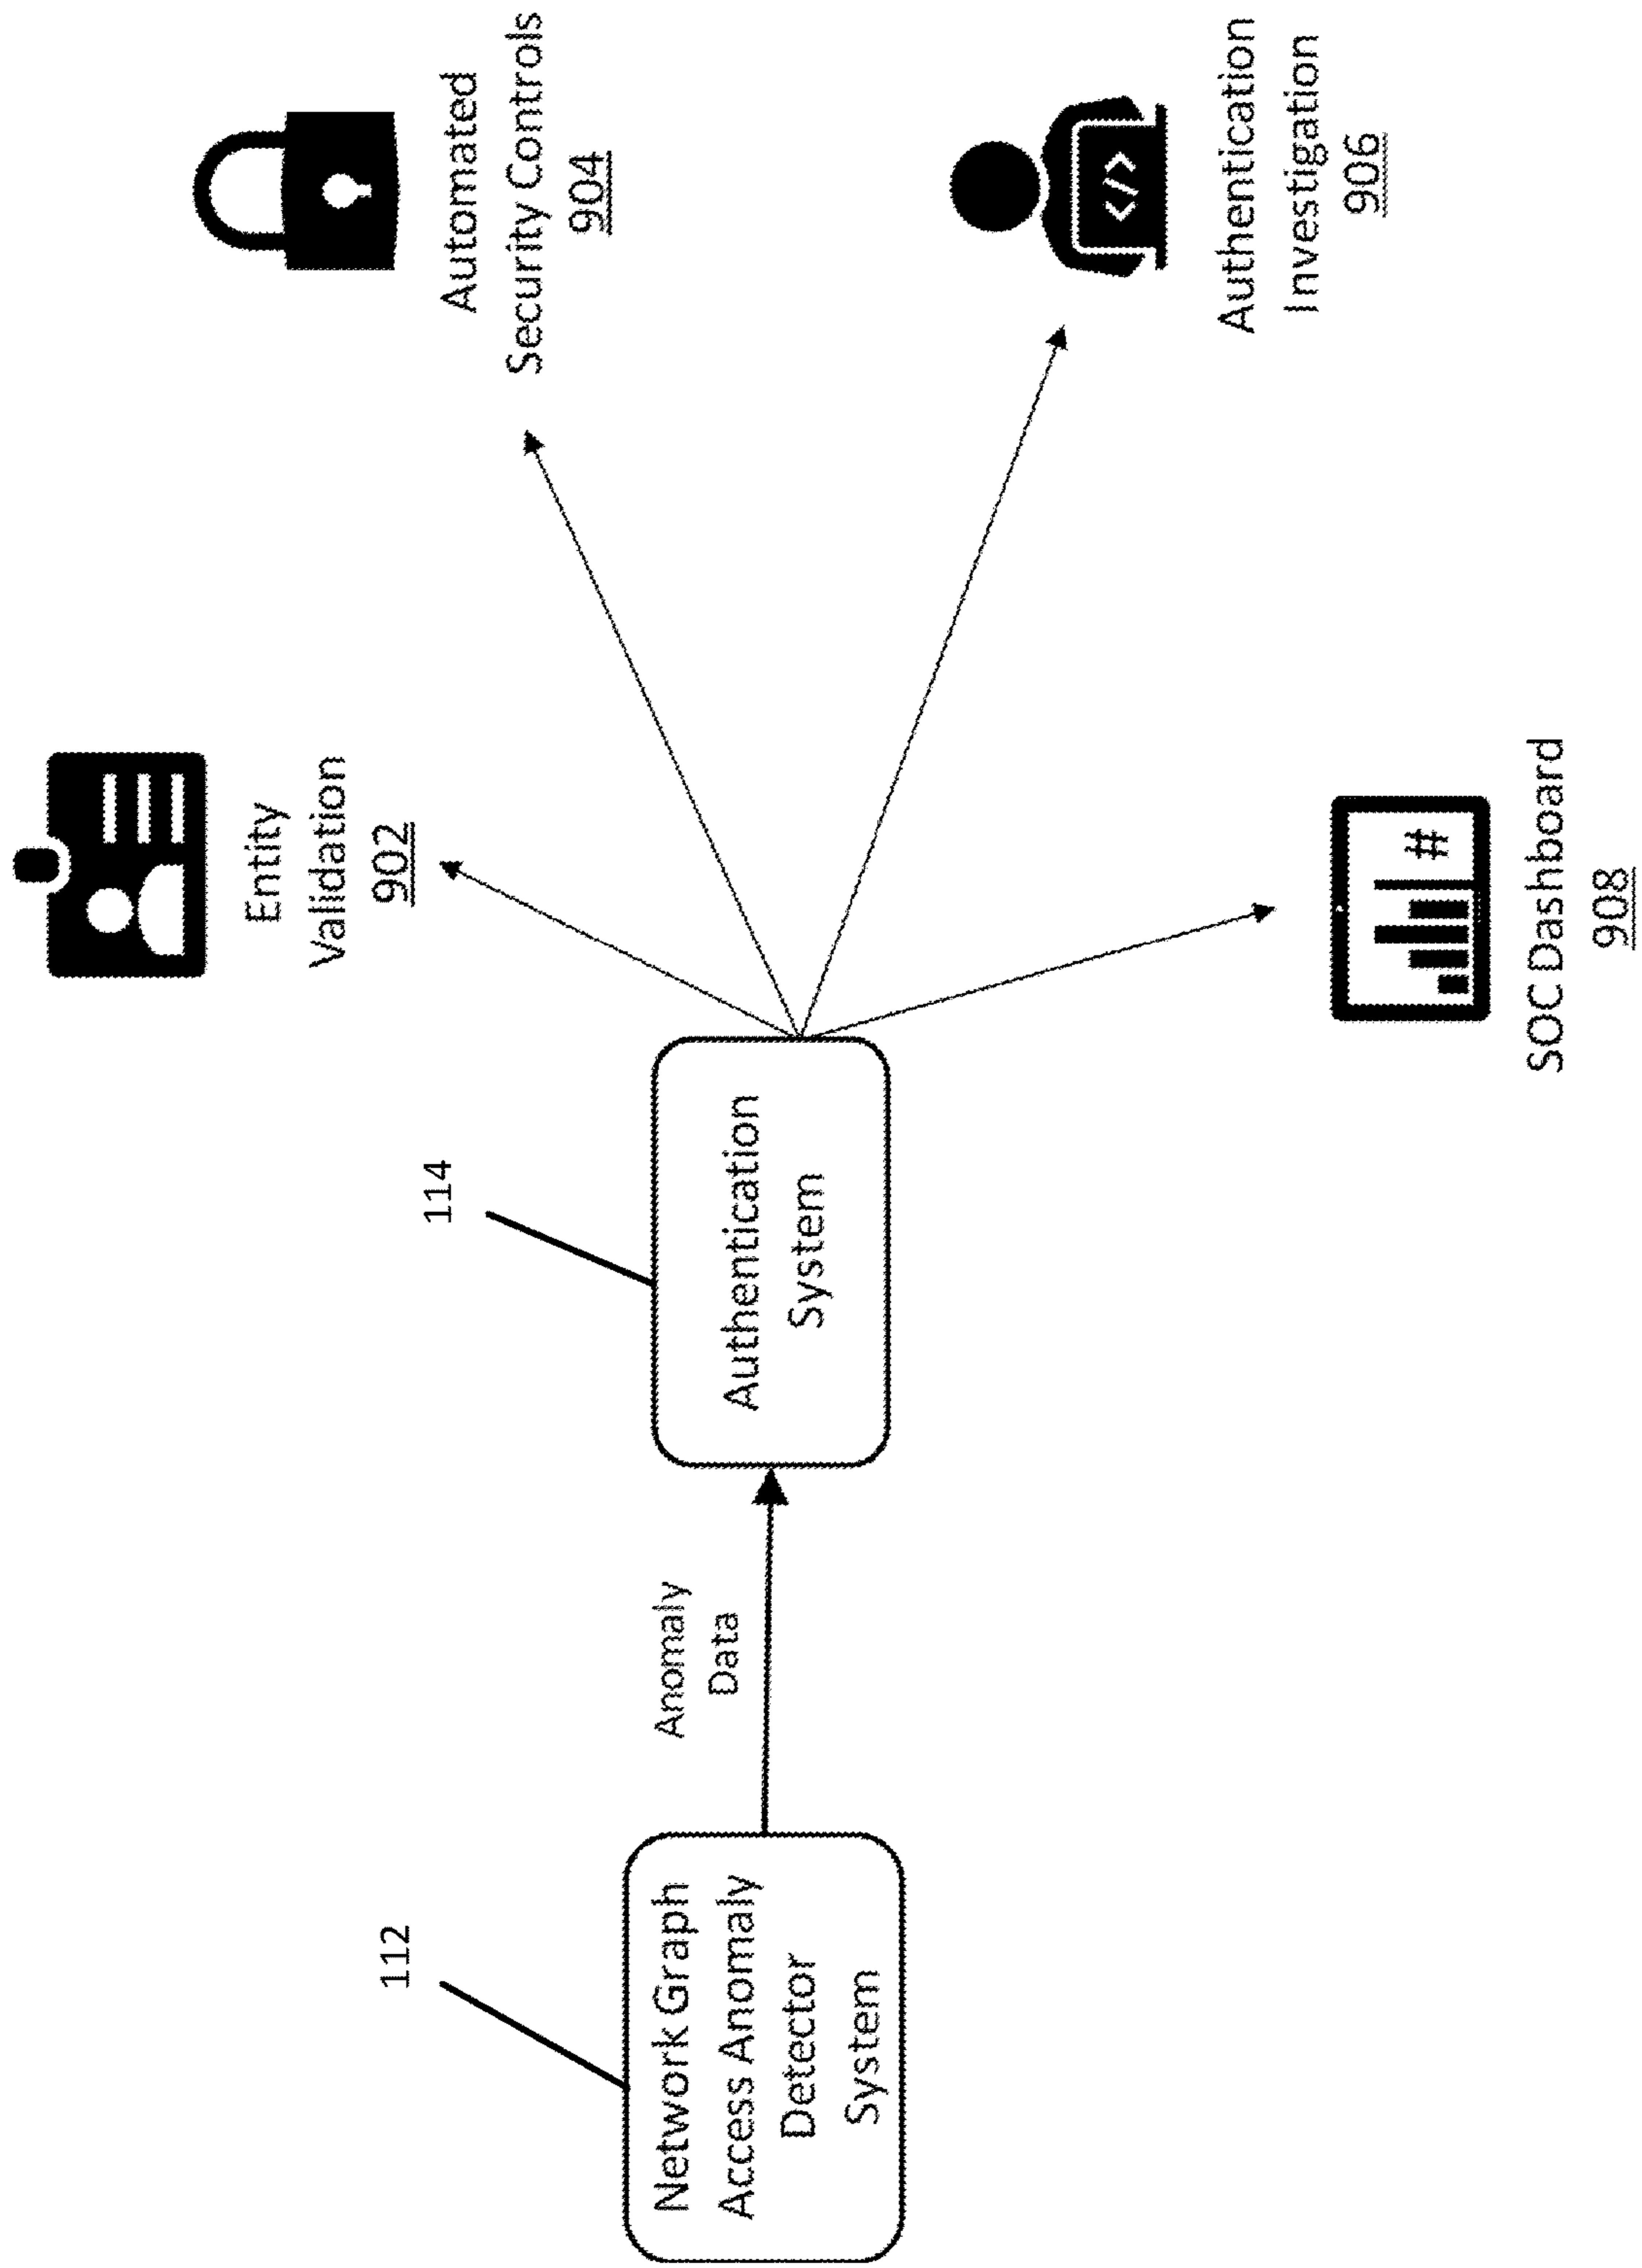 112
Network Graph
Access Anomaly
Detector
System
Anomaly
Data
114
Authentication
System
Entity
Validation
902
Automated
Security Controls
904
</>
Authentication
Investigation
906
#
SOC Dashboard
908